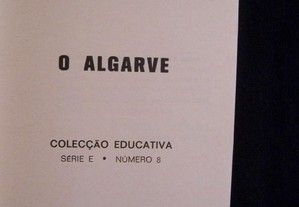 O ALGARVE
COLECÇÃO EDUCATIVA
SÉRIE E • NÚMERO 8